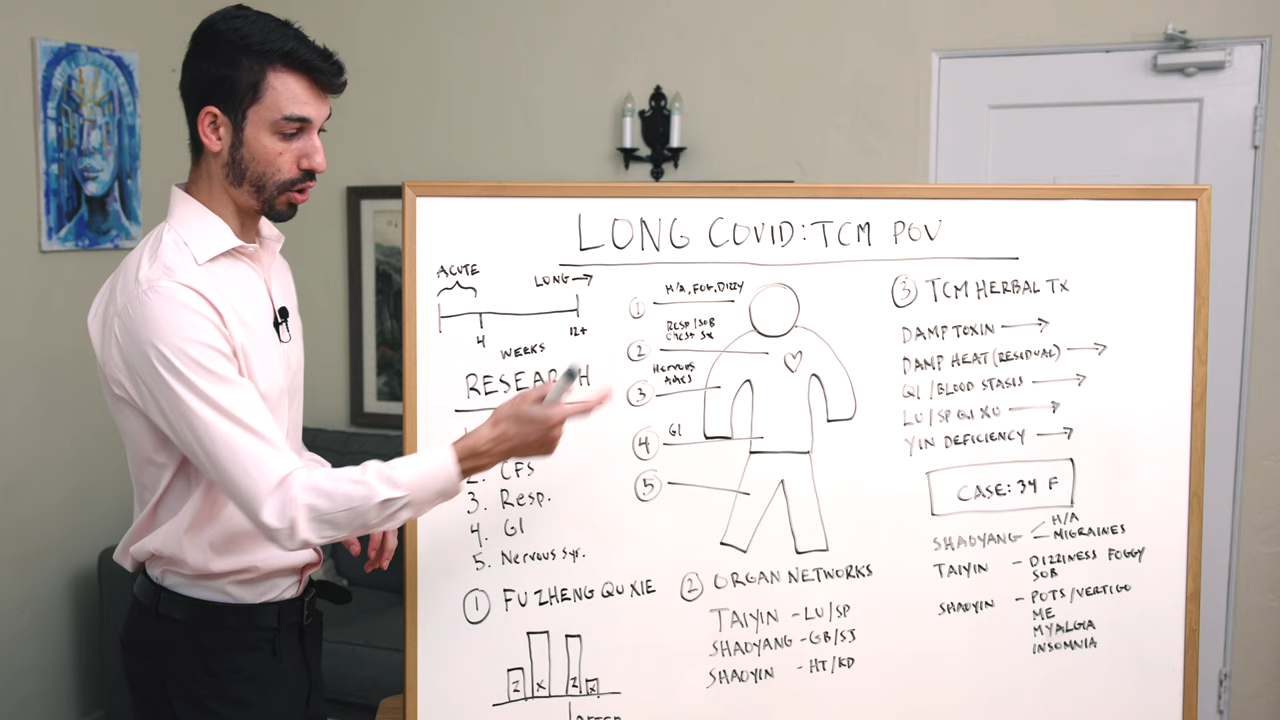 LONG COVID: TCM POV
ACUTE
LONG →
4
12+
WEEKS
RESEARCH
2. CFS
3. Resp.
4. GI
5. Nervous Sys.
1 FU ZHENG QU XIE
Z X Z X
AFTER
1 H/A, FOG, DIZZY
2 RESP/SOB
Chest Sx
3 Nervous
Aches
4 GI
5
2 ORGAN NETWORKS
TAIYIN - LU/SP
SHAOYANG - GB/SJ
SHAOYIN - HT/KD
3 TCM HERBAL TX
DAMP TOXIN →
DAMP HEAT (RESIDUAL) →
QI/BLOOD STASIS →
LU/SP QI XU →
YIN DEFICIENCY →
CASE: 34 F
SHAOYANG - H/A
- MIGRAINES
TAIYIN - DIZZINESS FOGGY
SOB
SHAOYIN - POTS/VERTIGO
ME
MYALGIA
INSOMNIA